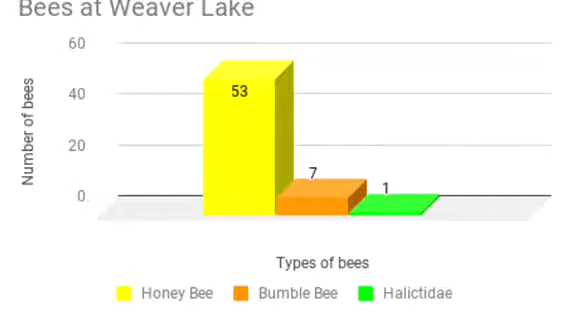 Bees at Weaver Lake
60
40
20
0
Number of bees
53
7
1
Types of bees
Honey Bee Bumble Bee Halictidae